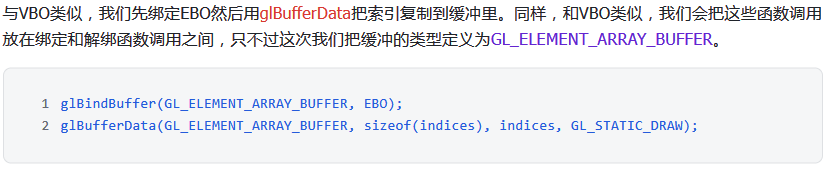 与VBO类似，我们先绑定EBO然后用glBufferData把索引复制到缓冲里。同样，和VBO类似，我们会把这些函数调用
放在绑定和解绑函数调用之间，只不过这次我们把缓冲的类型定义为GL_ELEMENT_ARRAY_BUFFER。
1 glBindBuffer(GL_ELEMENT_ARRAY_BUFFER, EBO);
2 glBufferData(GL_ELEMENT_ARRAY_BUFFER, sizeof(indices), indices, GL_STATIC_DRAW);